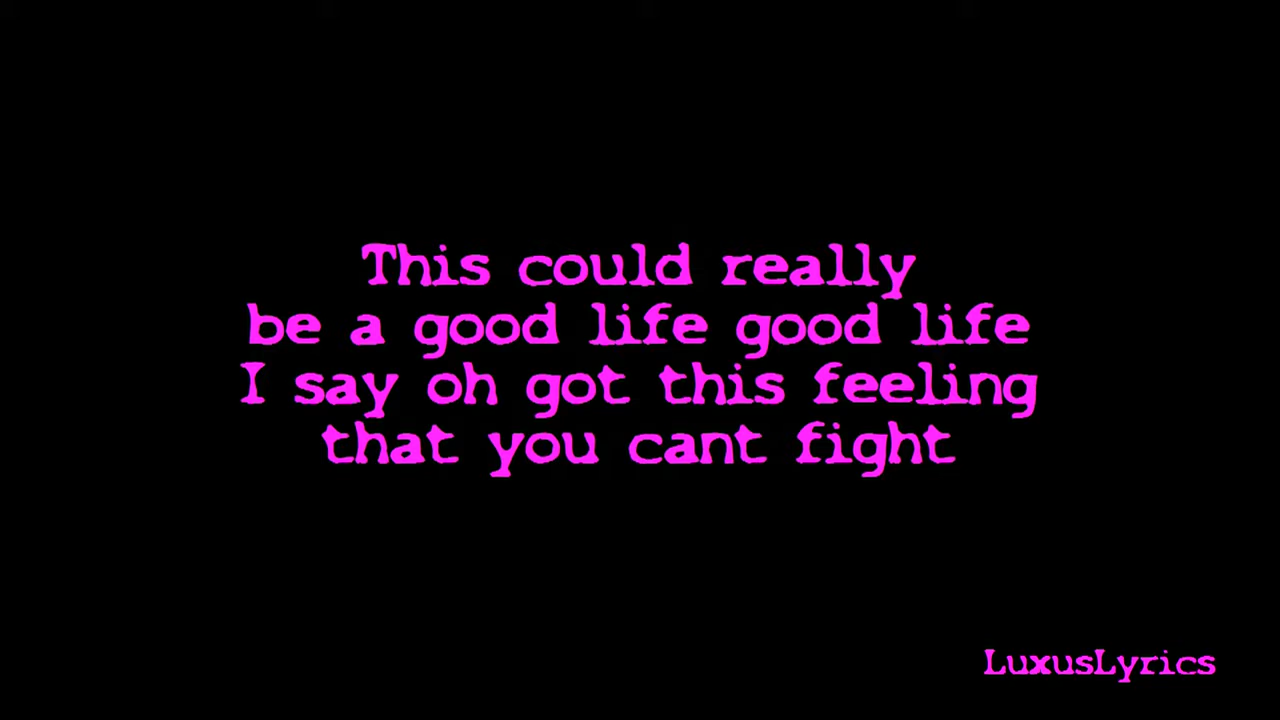 This could really
be a good life good life
I say oh got this feeling
that you cant fight
LuxusLyrics